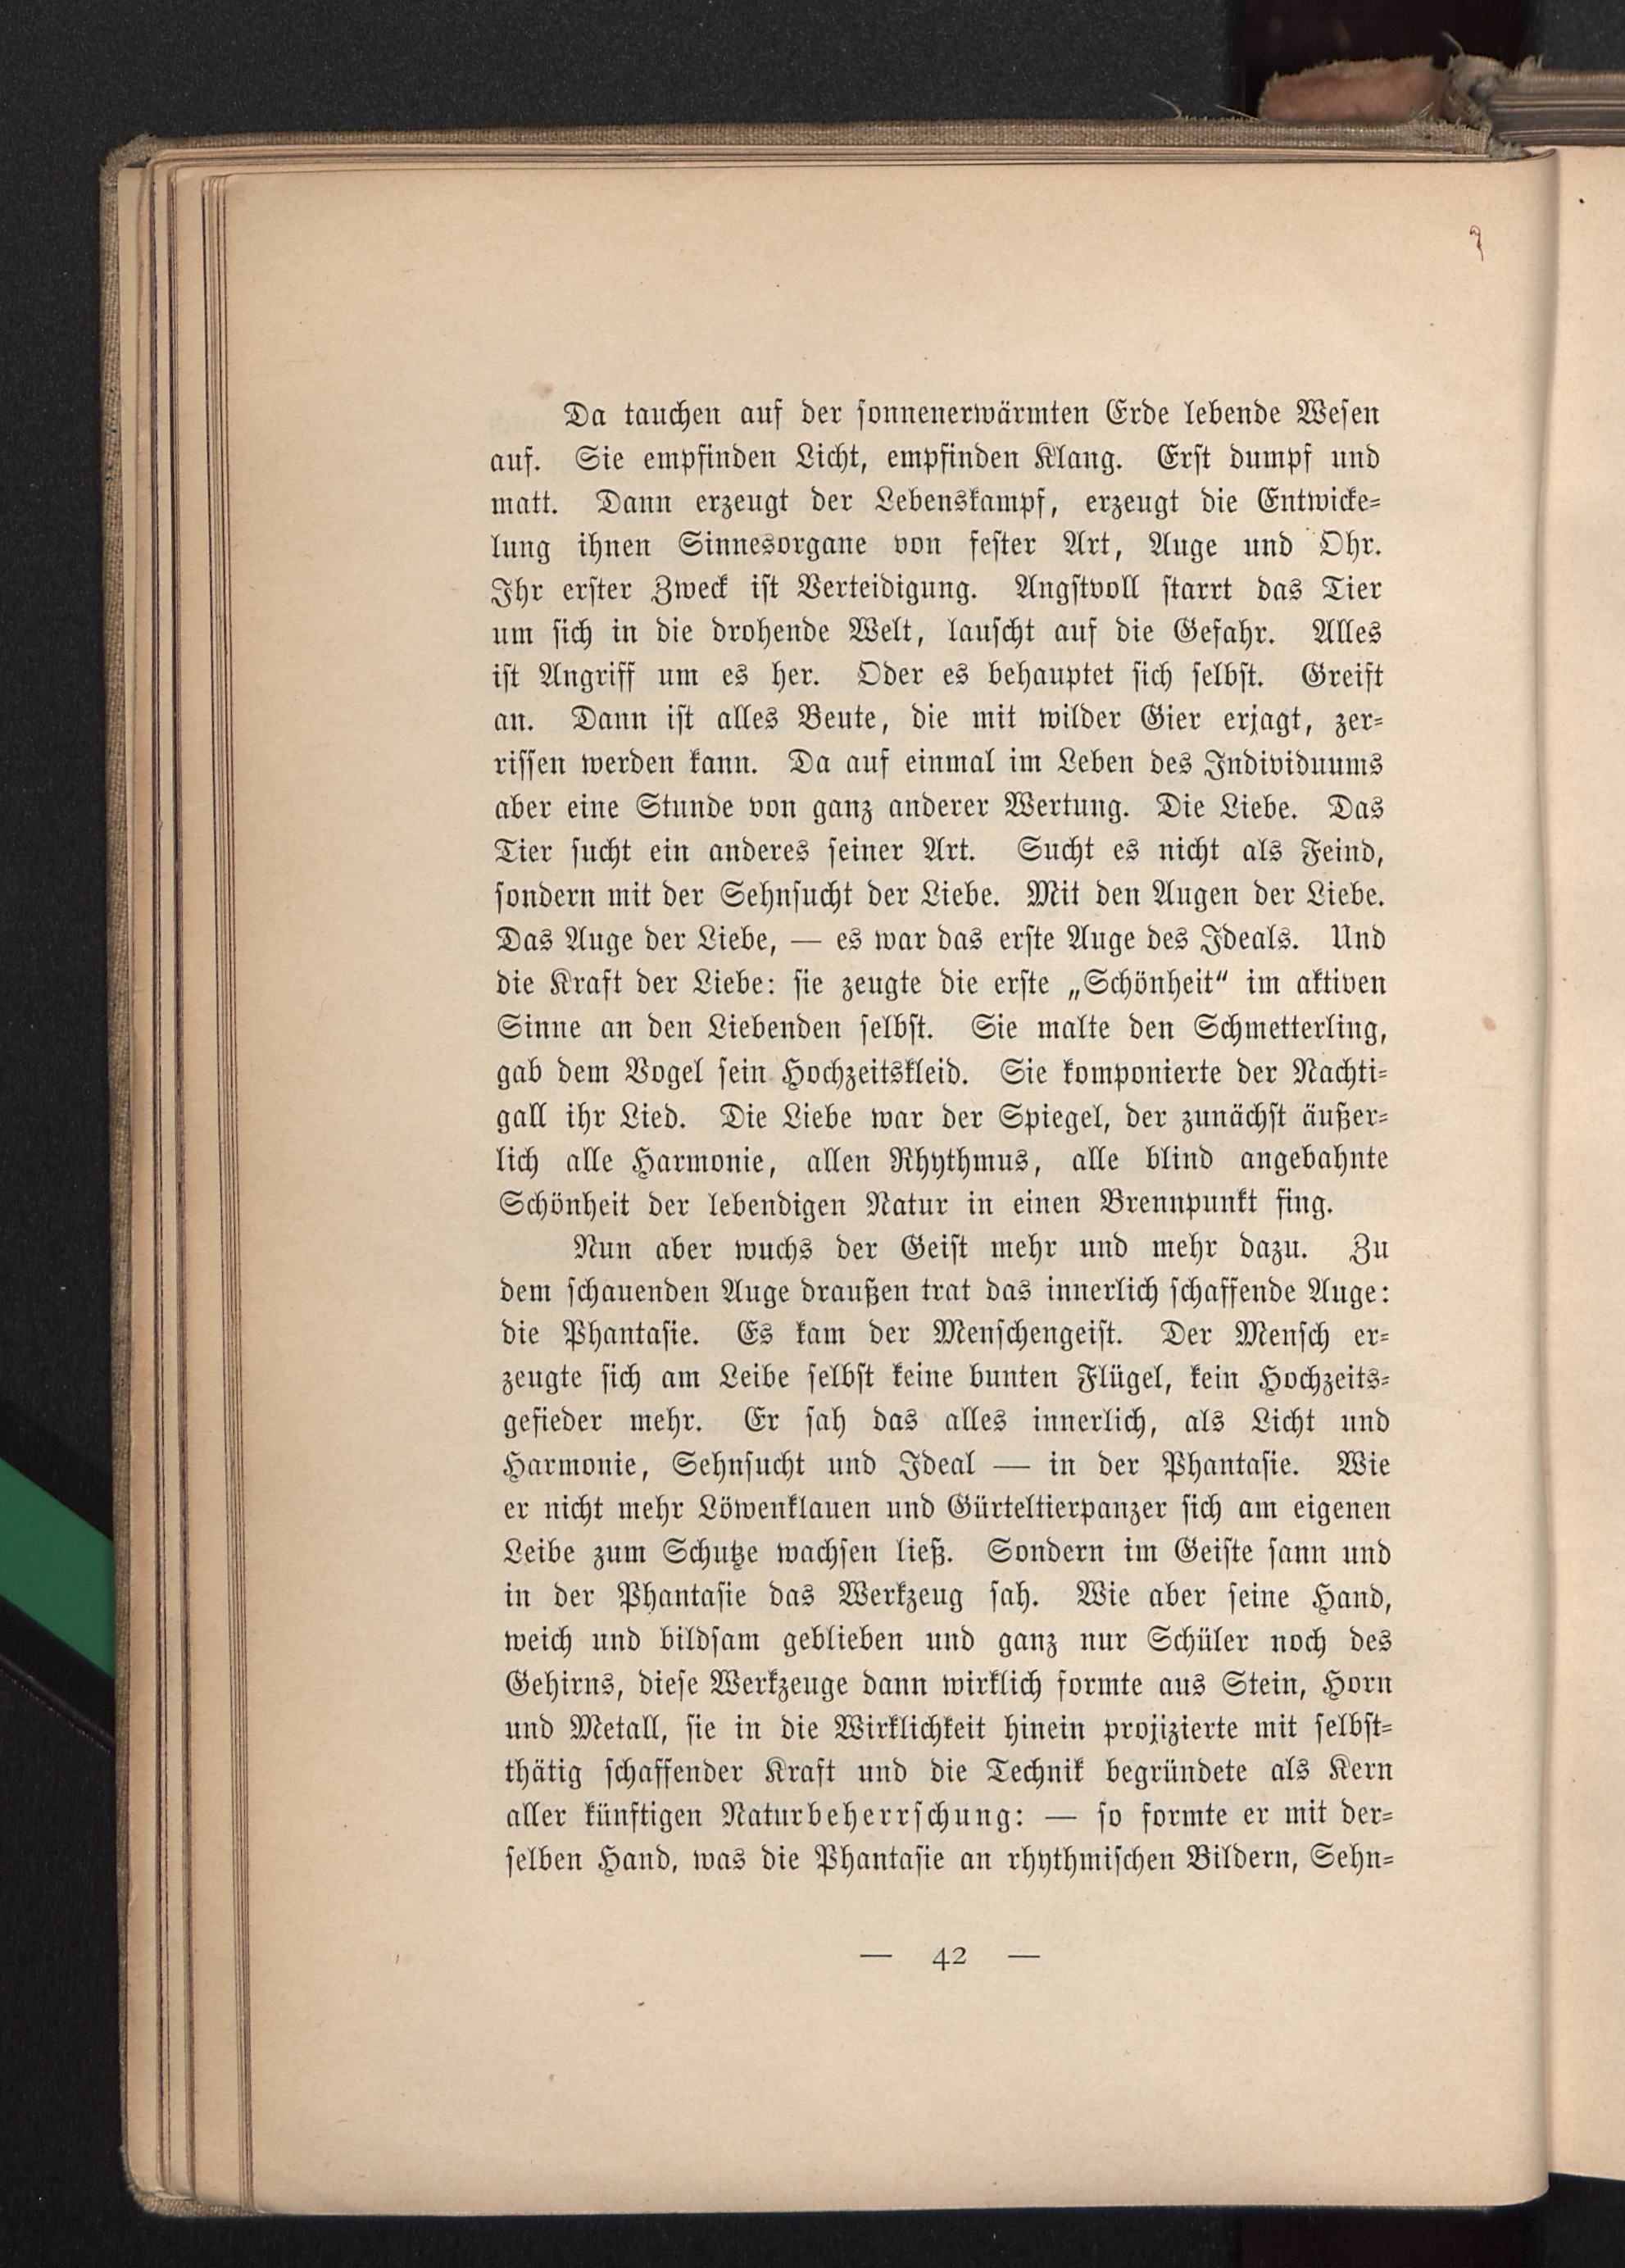 Da tauchen auf der sonnenerwärmten Erde lebende Wesen
auf. Sie empfinden Licht, empfinden Klang. Erst dumpf und
matt. Dann erzeugt der Lebenskampf, erzeugt die Entwicke-
lung ihnen Sinnesorgane von fester Art, Auge und Ohr.
Ihr erster Zweck ist Verteidigung. Angstvoll starrt das Tier
um sich in die drohende Welt, lauscht auf die Gefahr. Alles
ist Angriff um es her. Oder es behauptet sich selbst. Greift
an. Dann ist alles Beute, die mit wilder Gier erjagt, zer-
rissen werden kann. Da auf einmal im Leben des Individuums
aber eine Stunde von ganz anderer Wertung. Die Liebe. Das
Tier sucht ein anderes seiner Art. Sucht es nicht als Feind,
sondern mit der Sehnsucht der Liebe. Mit den Augen der Liebe.
Das Auge der Liebe, — es war das erste Auge des Ideals. Und
die Kraft der Liebe: sie zeugte die erste „Schönheit“ im aktiven
Sinne an den Liebenden selbst. Sie malte den Schmetterling,
gab dem Vogel sein Hochzeitskleid. Sie komponierte der Nachti-
gall ihr Lied. Die Liebe war der Spiegel, der zunächst äußer-
lich alle Harmonie, allen Rhythmus, alle blind angebahnte
Schönheit der lebendigen Natur in einen Brennpunkt fing.
Nun aber wuchs der Geist mehr und mehr dazu. Zu
dem schauenden Auge draußen trat das innerlich schaffende Auge:
die Phantasie. Es kam der Menschengeist. Der Mensch er-
zeugte sich am Leibe selbst keine bunten Flügel, kein Hochzeits-
gefieder mehr. Er sah das alles innerlich, als Licht und
Harmonie, Sehnsucht und Ideal — in der Phantasie. Wie
er nicht mehr Löwenklauen und Gürteltierpanzer sich am eigenen
Leibe zum Schutze wachsen ließ. Sondern im Geiste sann und
in der Phantasie das Werkzeug sah. Wie aber seine Hand,
weich und bildsam geblieben und ganz nur Schüler noch des
Gehirns, diese Werkzeuge dann wirklich formte aus Stein, Horn
und Metall, sie in die Wirklichkeit hinein projizierte mit selbst-
thätig schaffender Kraft und die Technik begründete als Kern
aller künftigen Naturbeherrschung: — so formte er mit der-
selben Hand, was die Phantasie an rhythmischen Bildern, Sehn-
— 42 —